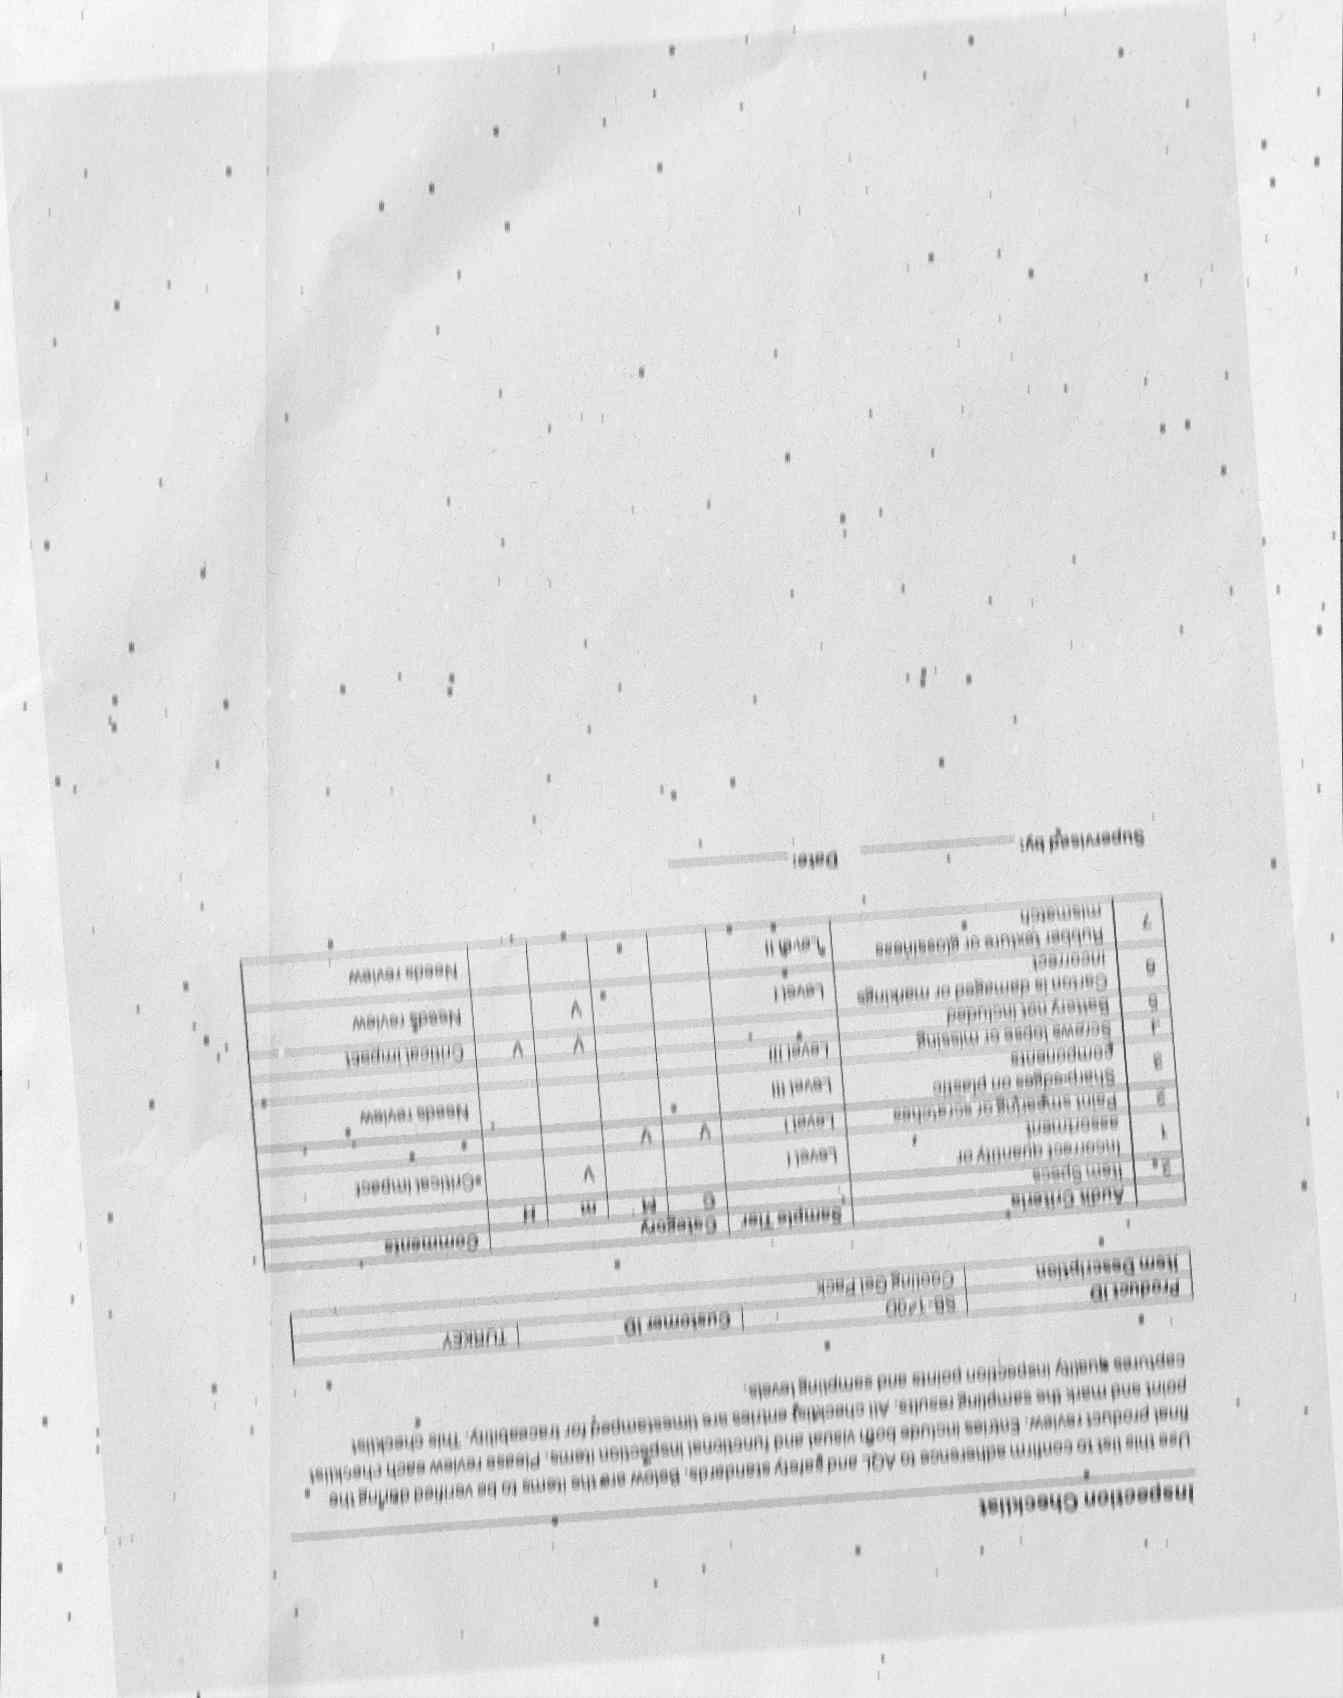 Inspection Checklist
Use this list to confirm adherence to AQL and safety standards. Below are the items to be verified during the
final product review. Entries include both visual and functional inspection items. Please review each checklist
point and mark the sampling results. All checklist entries are timestamped for traceability. This checklist
captures quality inspection points and sampling levels.
Product ID SB-140D Customer ID TURKEY
Item Description Cooling Gel Pack
Audit Criteria Sample Tier Category Comments
G M m H
2. Item Specs
1 Incorrect quantity or Level I V Critical impact
assortment
2 Paint smearing or scratches Level I V V
3 Sharp edges on plastic Level III Needs review
components
4 Screws loose or missing Level III
5 Battery not included V V Critical impact
6 Carton is damaged or markings Level I V Needs review
incorrect
7 Rubber texture or glossiness Level II Needs review
mismatch
Supervised by: Date: